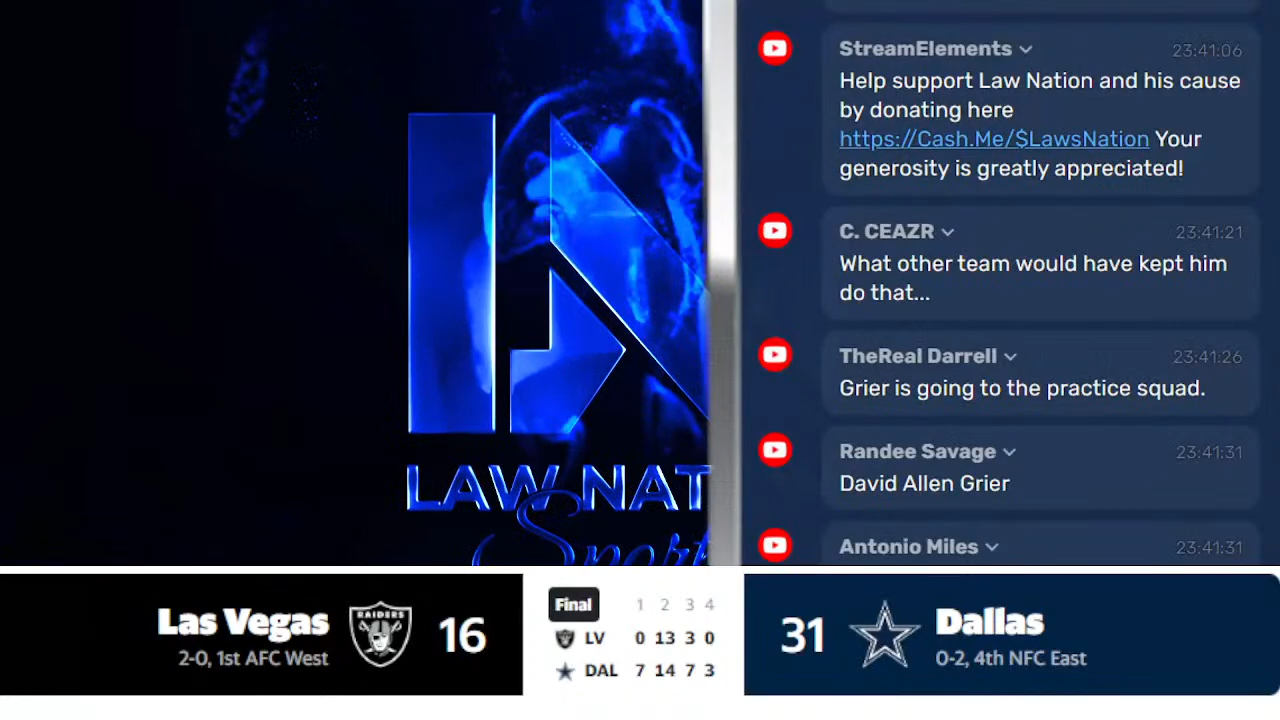 StreamElements
23:41:06
Help support Law Nation and his cause
by donating here
https://Cash.Me/$LawsNation Your
generosity is greatly appreciated!
C. CEAZR
23:41:21
What other team would have kept him
do that...
TheReal Darrell
23:41:26
Grier is going to the practice squad.
Randee Savage
23:41:31
David Allen Grier
Antonio Miles
23:41:31
LAW NAT
Sport
Las Vegas
2-0, 1st AFC West
RAIDERS
16
Final 1 2 3 4
LV 0 13 3 0
DAL 7 14 7 3
31
Dallas
0-2, 4th NFC East